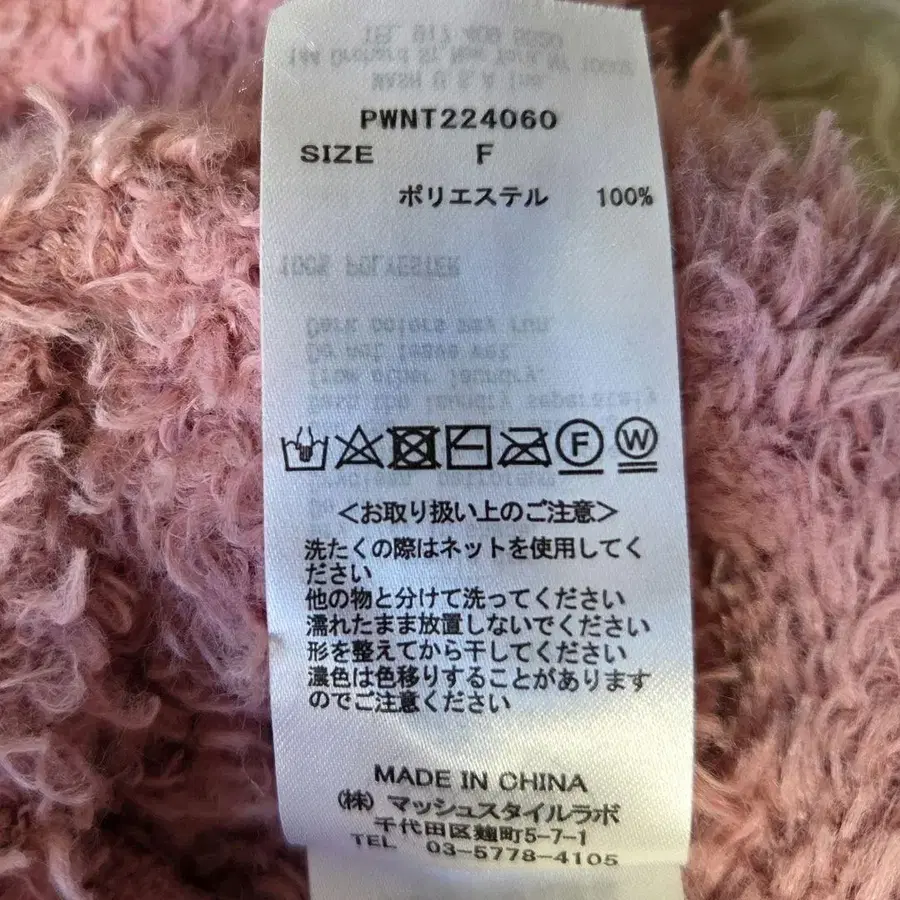 PWNT224060
SIZE F
ポリエステル 100%
F W
<お取り扱い上のご注意>
洗たくの際はネットを使用してく
ださい
他の物と分けて洗ってください
濡れたまま放置しないでください
形を整えてから干してください
濃色は色移りすることがあります
のでご注意ください
MADE IN CHINA
(株) マッシュスタイルラボ
千代田区麹町5-7-1
TEL 03-5778-4105